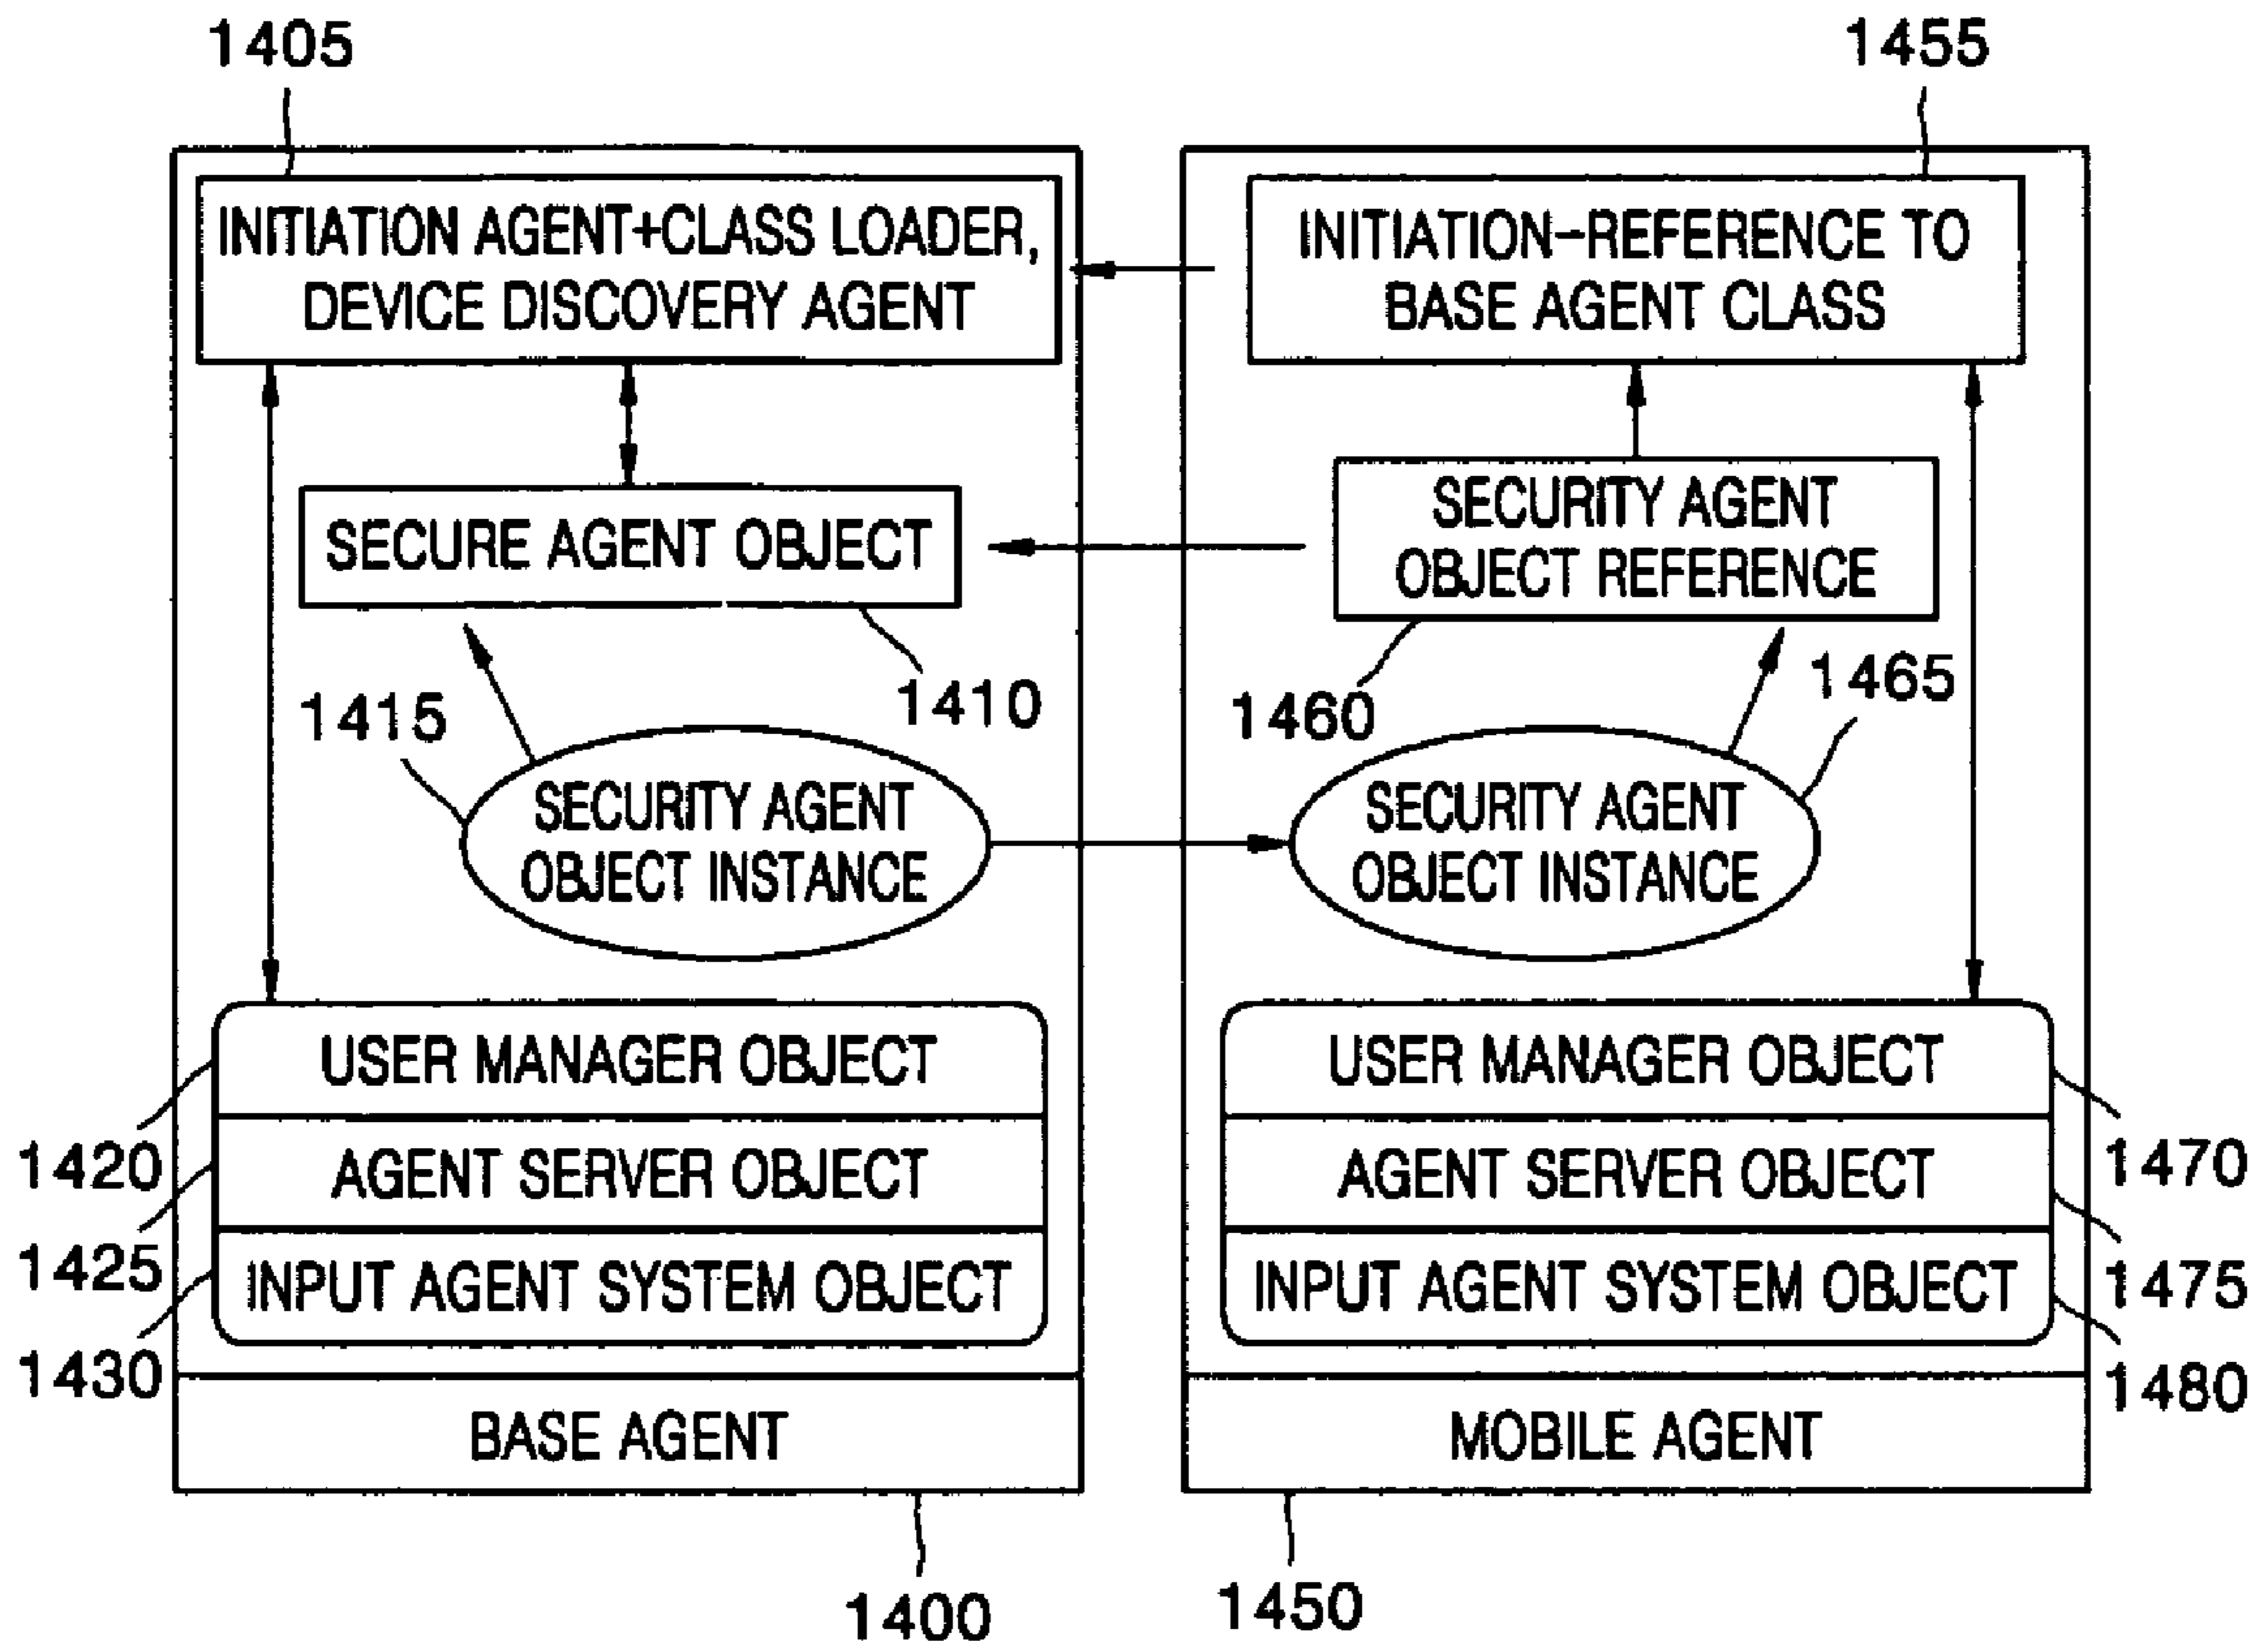 1405
1455
INITIATION AGENT+CLASS LOADER,
DEVICE DISCOVERY AGENT
INITIATION-REFERENCE TO
BASE AGENT CLASS
SECURE AGENT OBJECT
SECURITY AGENT
OBJECT REFERENCE
1410
1415
1460
1465
SECURITY AGENT
OBJECT INSTANCE
SECURITY AGENT
OBJECT INSTANCE
USER MANAGER OBJECT
AGENT SERVER OBJECT
INPUT AGENT SYSTEM OBJECT
1420
1425
1430
USER MANAGER OBJECT
AGENT SERVER OBJECT
INPUT AGENT SYSTEM OBJECT
1470
1475
1480
BASE AGENT
MOBILE AGENT
1400
1450